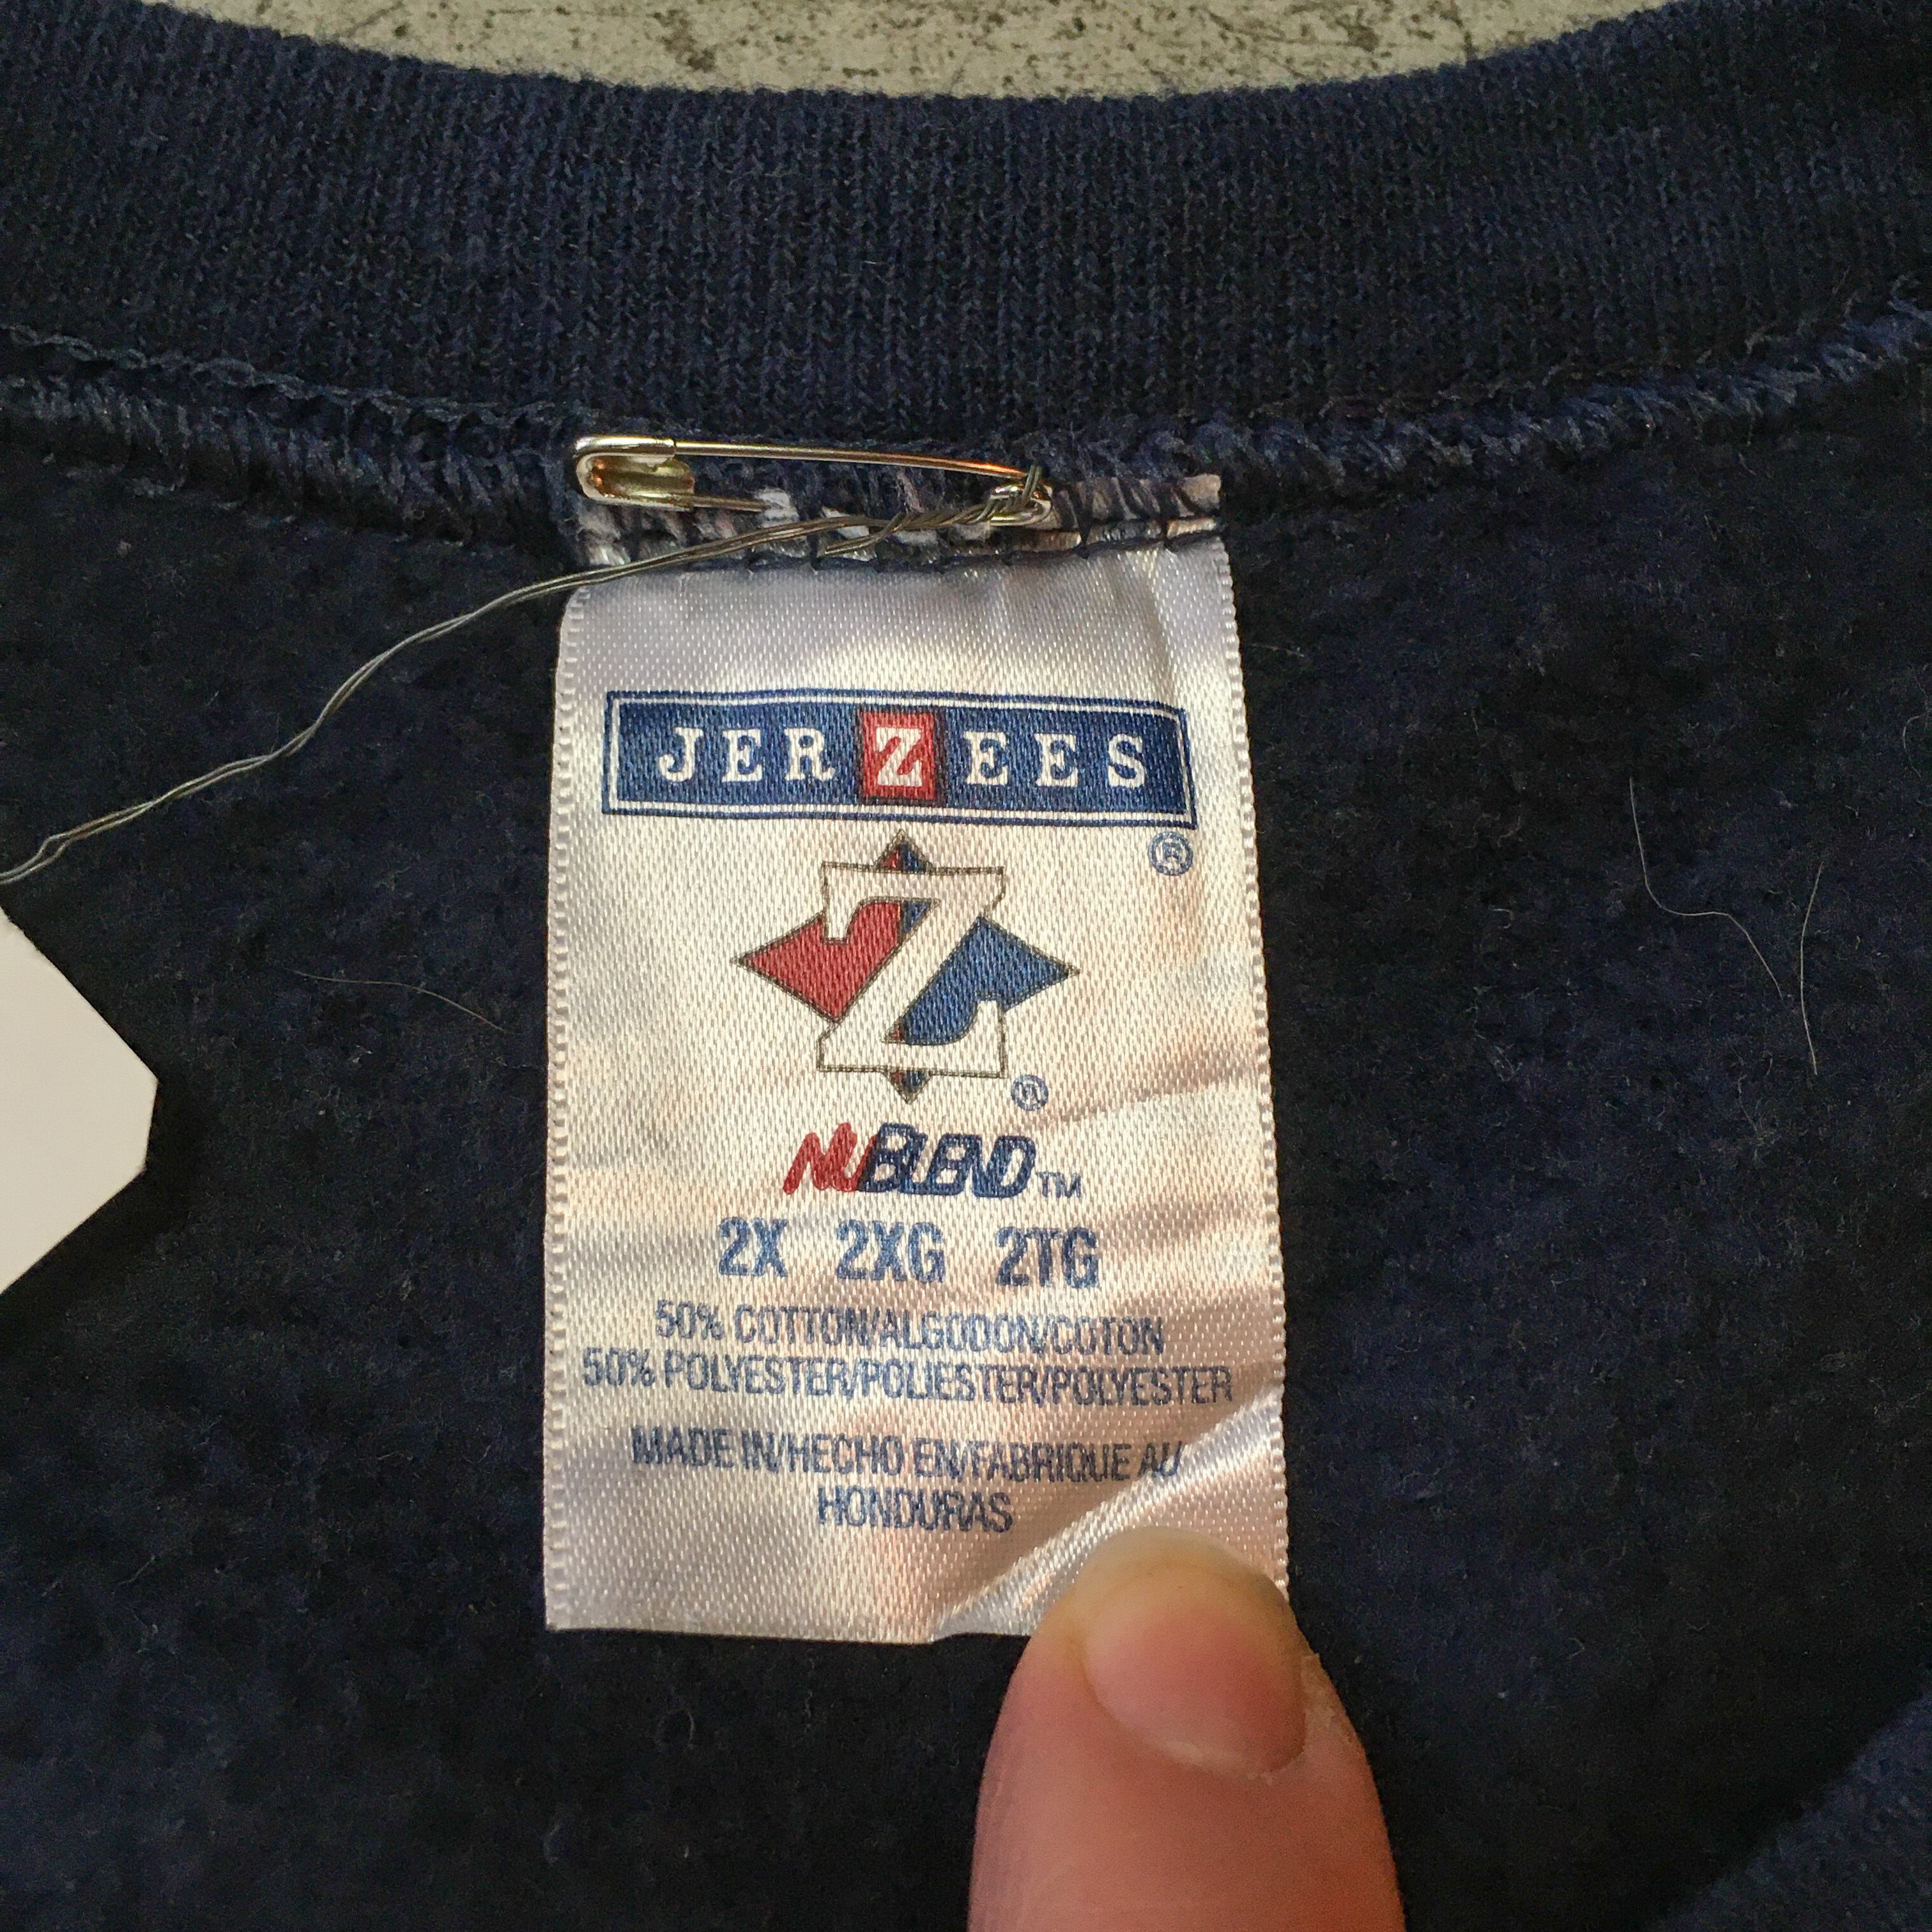 JERZEES
®
Z
®
NUBLEND TM
2X 2XG 2TG
50% COTTON/ALGODON/COTON
50% POLYESTER/POLIESTER/POLYESTER
MADE IN/HECHO EN/FABRIQUE AU
HONDURAS